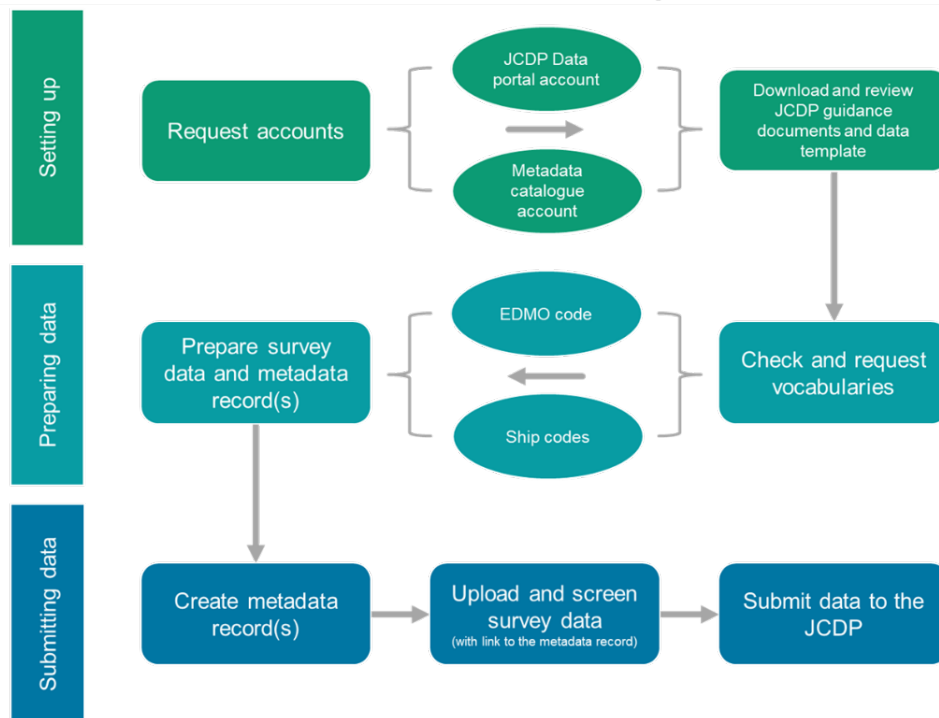 Setting up
Request accounts
JCDP Data
portal account
Metadata
catalogue
account
Download and review
JCDP guidance
documents and data
template
Preparing data
Prepare survey
data and metadata
record(s)
EDMO code
Ship codes
Check and request
vocabularies
Submitting data
Create metadata
record(s)
Upload and screen
survey data
(with link to the metadata record)
Submit data to the
JCDP